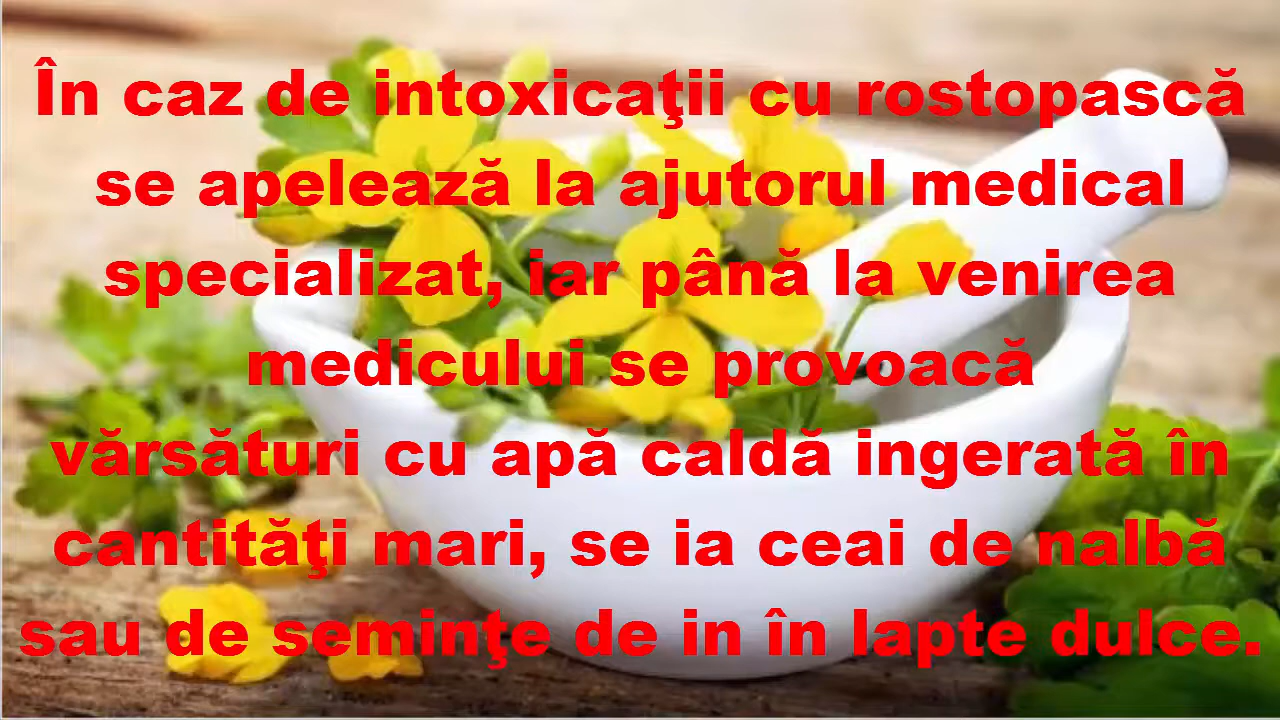 În caz de intoxicaţii cu rostopască
se apelează la ajutorul medical
specializat, iar până la venirea
medicului se provoacă
vărsături cu apă caldă ingerată în
cantităţi mari, se ia ceai de nalbă
sau de seminţe de in în lapte dulce.